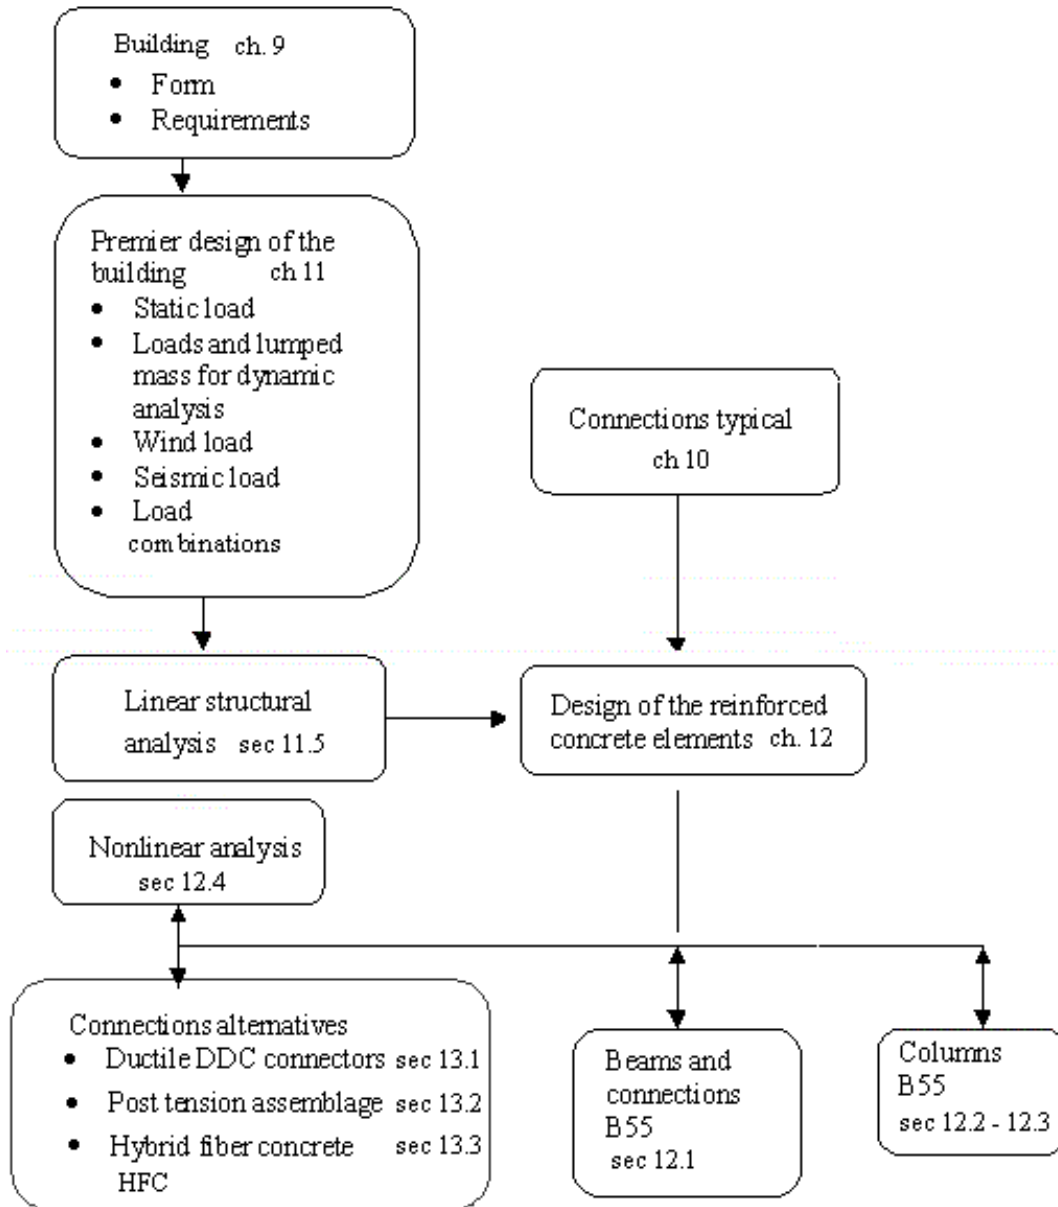 Building ch. 9
• Form
• Requirements
Premier design of the
building ch 11
• Static load
• Loads and lumped
mass for dynamic
analysis
• Wind load
• Seismic load
• Load
combinations
Connections typical
ch 10
Linear structural
analysis sec 11.5
Design of the reinforced
concrete elements ch. 12
Nonlinear analysis
sec 12.4
Connections alternatives
• Ductile DDC connectors sec 13.1
• Post tension assemblage sec 13.2
• Hybrid fiber concrete sec 13.3
HFC
Beams and
connections
B55
sec 12.1
Columns
B55
sec 12.2 - 12.3